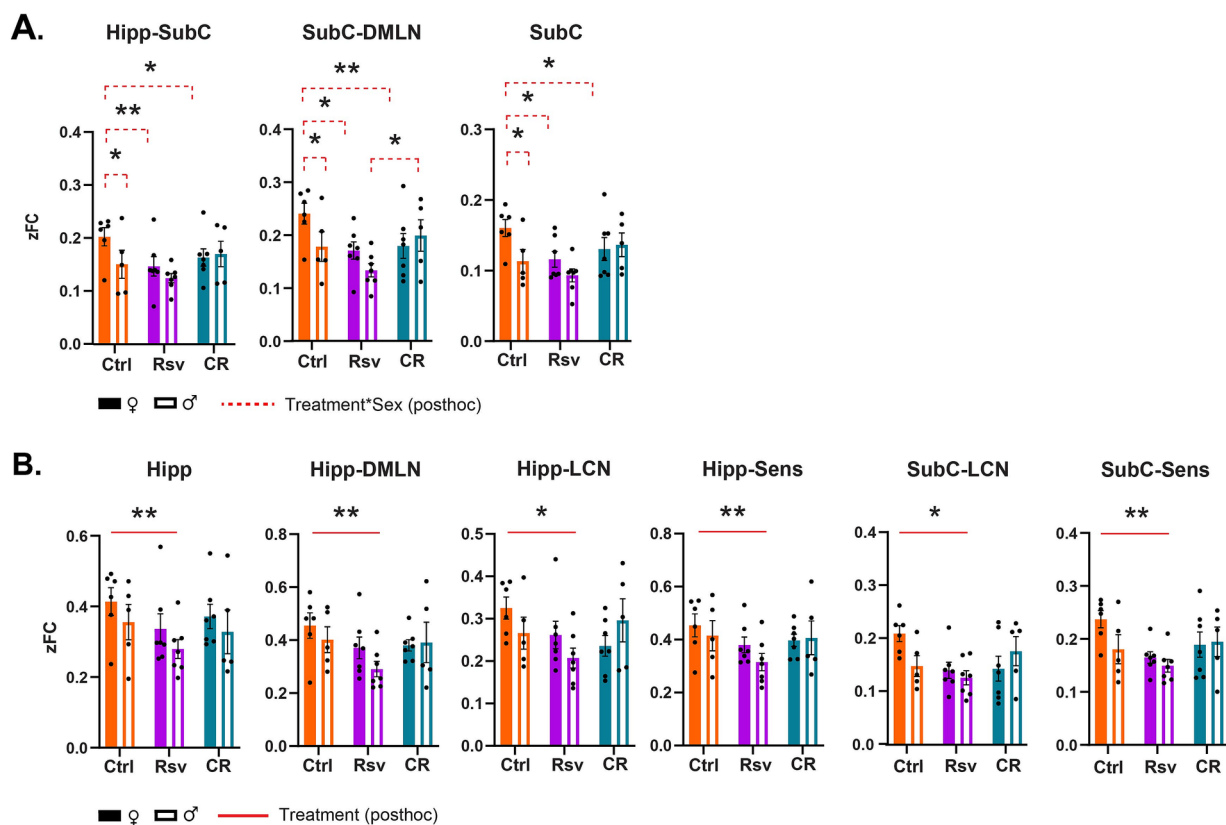 A.
Hipp-SubC SubC-DMLN SubC
* ** *
** * *
* * * *
zFC
0.4 0.4 0.3
0.3 0.3
0.2 0.2 0.2
0.1 0.1 0.1
0.0 0.0 0.0
Ctrl Rsv CR Ctrl Rsv CR Ctrl Rsv CR
♀ ♂ Treatment*Sex (posthoc)
B.
Hipp Hipp-DMLN Hipp-LCN Hipp-Sens SubC-LCN SubC-Sens
** ** * ** * **
zFC
0.6 0.8 0.5 0.8 0.4 0.4
0.4 0.6 0.4 0.6 0.3 0.3
0.2 0.4 0.3 0.4 0.2 0.2
0.2 0.2 0.2 0.1 0.1
0.1
0.0 0.0 0.0 0.0 0.0 0.0
Ctrl Rsv CR Ctrl Rsv CR Ctrl Rsv CR Ctrl Rsv CR Ctrl Rsv CR Ctrl Rsv CR
♀ ♂ Treatment (posthoc)